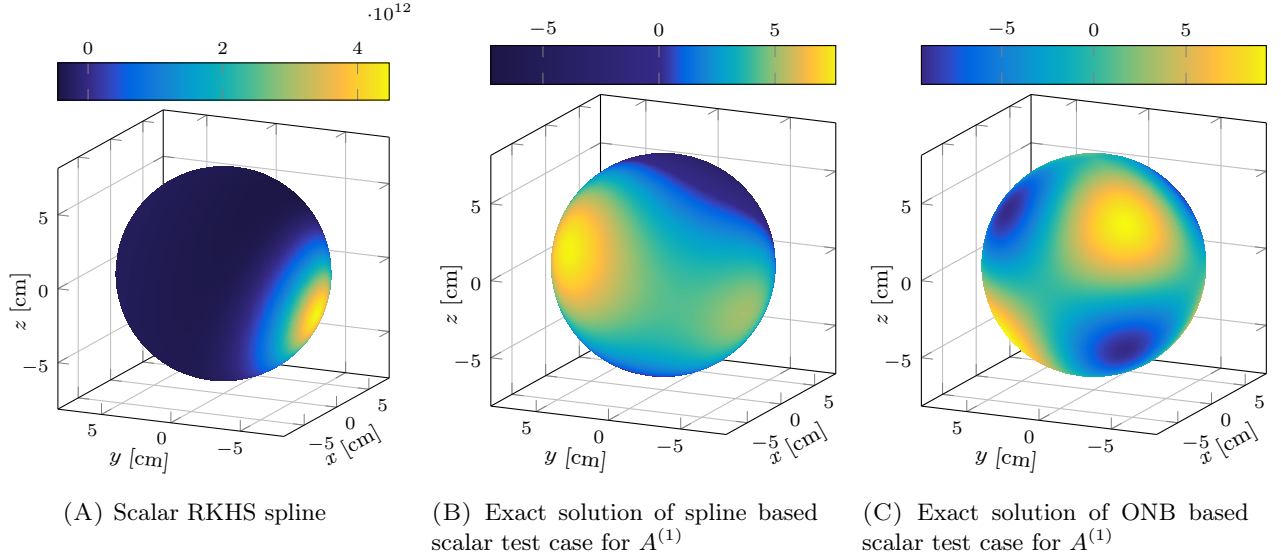 ·10¹²
0 2 4
−5 0 5
−5 0 5
5
0
−5
z [cm]
5
0
−5
y [cm]
−5
0
5
x [cm]
5
0
−5
z [cm]
5
0
−5
y [cm]
−5
0
5
x [cm]
5
0
−5
z [cm]
5
0
−5
y [cm]
−5
0
5
x [cm]
(A) Scalar RKHS spline
(B) Exact solution of spline based
scalar test case for A⁽¹⁾
(C) Exact solution of ONB based
scalar test case for A⁽¹⁾